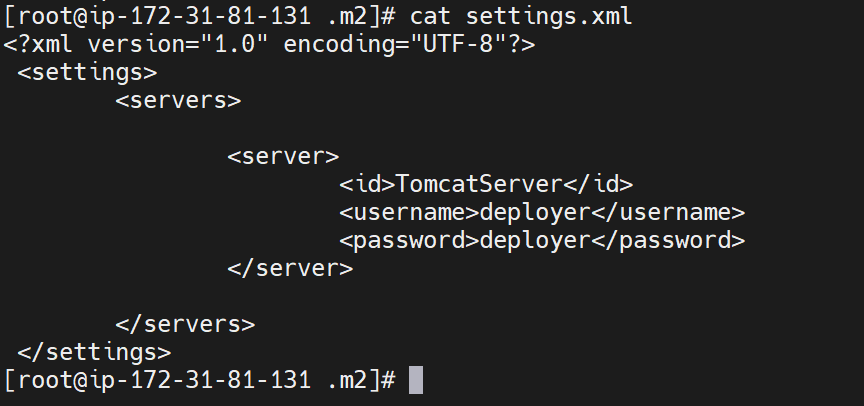 [root@ip-172-31-81-131 .m2]# cat settings.xml
<?xml version="1.0" encoding="UTF-8"?>
<settings>
<servers>
<server>
<id>TomcatServer</id>
<username>deployer</username>
<password>deployer</password>
</server>
</servers>
</settings>
[root@ip-172-31-81-131 .m2]#